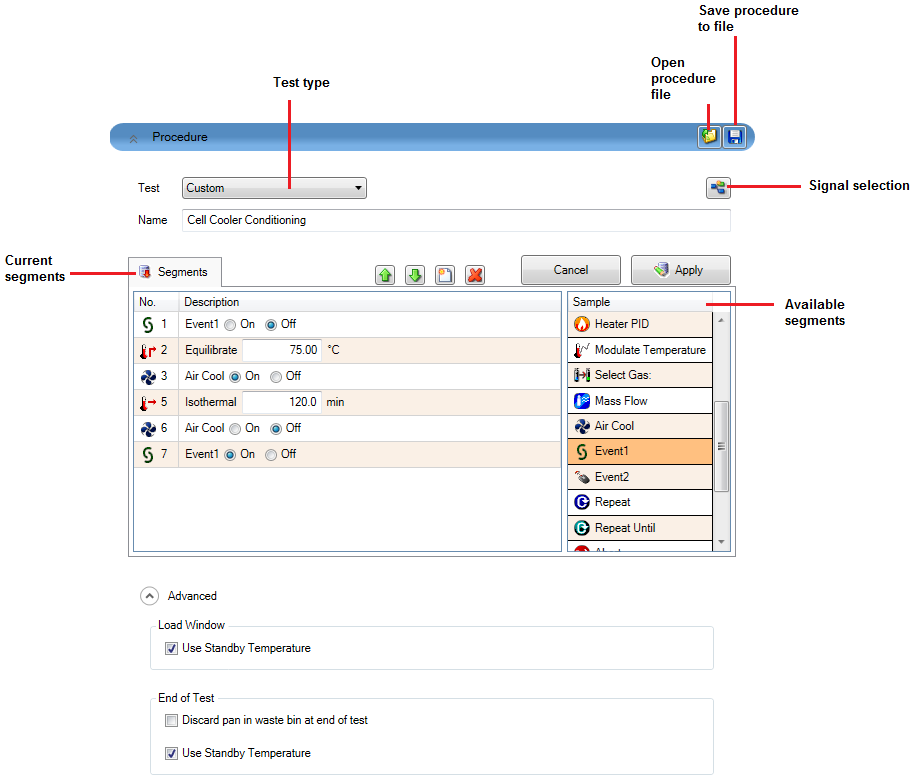 Save procedure
to file
Open
procedure
file
Test type
Procedure
Test
Custom
Signal selection
Name
Cell Cooler Conditioning
Current
segments
Segments
Cancel
Apply
Available
segments
No.
Description
Sample
1
Event1
On
Off
2
Equilibrate
75.00
°C
3
Air Cool
On
Off
5
Isothermal
120.0
min
6
Air Cool
On
Off
7
Event1
On
Off
Heater PID
Modulate Temperature
Select Gas:
Mass Flow
Air Cool
Event1
Event2
Repeat
Repeat Until
Advanced
Load Window
Use Standby Temperature
End of Test
Discard pan in waste bin at end of test
Use Standby Temperature